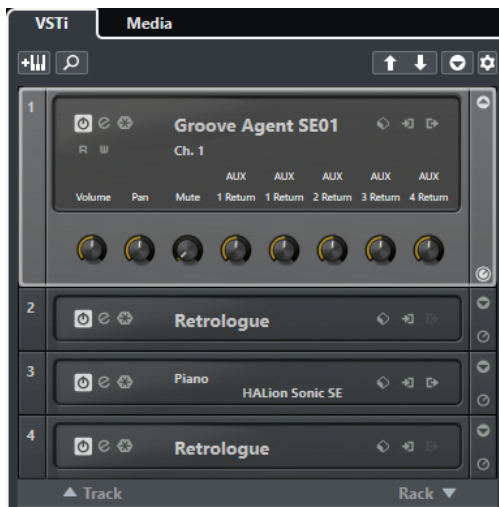 VSTi Media
1
Groove Agent SE01
R W
Ch. 1
AUX AUX AUX AUX AUX
Volume Pan Mute 1 Return 1 Return 2 Return 3 Return 4 Return
2
Retrologue
3
Piano
HALion Sonic SE
4
Retrologue
Track Rack